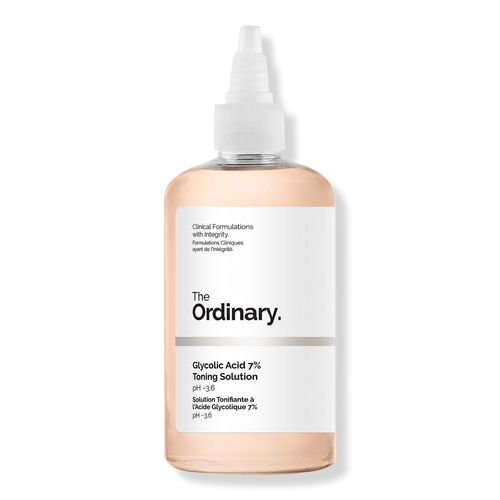 Clinical Formulations
with Integrity.
Formulations Cliniques
ayant de l'intégrité.
The
Ordinary.
Glycolic Acid 7%
Toning Solution
pH ~3.6
Solution Tonifiante à
l'Acide Glycolique 7%
pH ~3.6